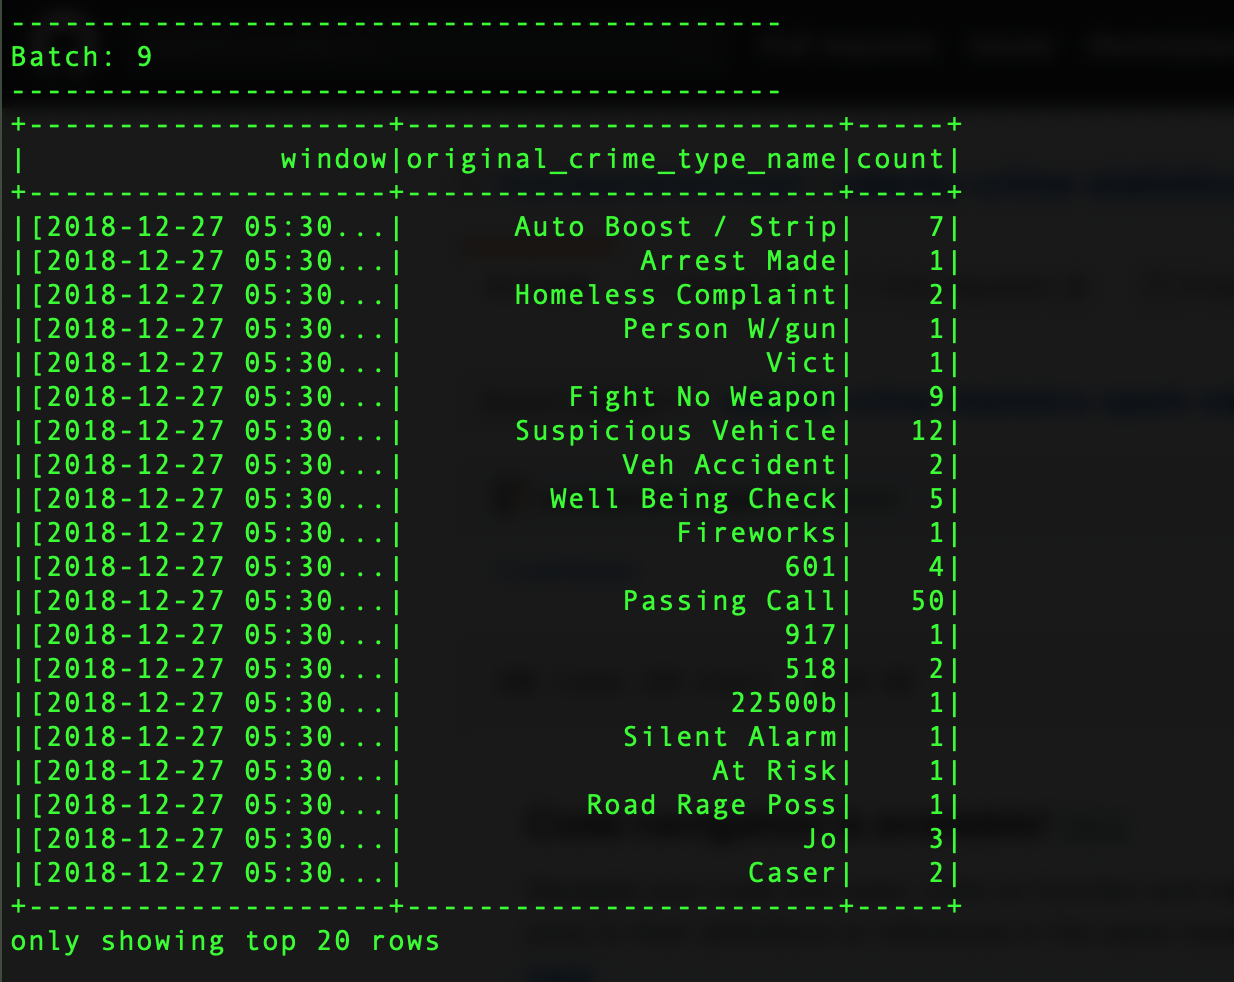 -------------------------------------------
Batch: 9
-------------------------------------------
+--------------------+------------------------+-----+
|              window|original_crime_type_name|count|
+--------------------+------------------------+-----+
|[2018-12-27 05:30...|      Auto Boost / Strip|    7|
|[2018-12-27 05:30...|             Arrest Made|    1|
|[2018-12-27 05:30...|      Homeless Complaint|    2|
|[2018-12-27 05:30...|            Person W/gun|    1|
|[2018-12-27 05:30...|                    Vict|    1|
|[2018-12-27 05:30...|         Fight No Weapon|    9|
|[2018-12-27 05:30...|      Suspicious Vehicle|   12|
|[2018-12-27 05:30...|            Veh Accident|    2|
|[2018-12-27 05:30...|        Well Being Check|    5|
|[2018-12-27 05:30...|               Fireworks|    1|
|[2018-12-27 05:30...|                     601|    4|
|[2018-12-27 05:30...|            Passing Call|   50|
|[2018-12-27 05:30...|                     917|    1|
|[2018-12-27 05:30...|                     518|    2|
|[2018-12-27 05:30...|                  22500b|    1|
|[2018-12-27 05:30...|            Silent Alarm|    1|
|[2018-12-27 05:30...|                 At Risk|    1|
|[2018-12-27 05:30...|          Road Rage Poss|    1|
|[2018-12-27 05:30...|                      Jo|    3|
|[2018-12-27 05:30...|                   Caser|    2|
+--------------------+------------------------+-----+
only showing top 20 rows